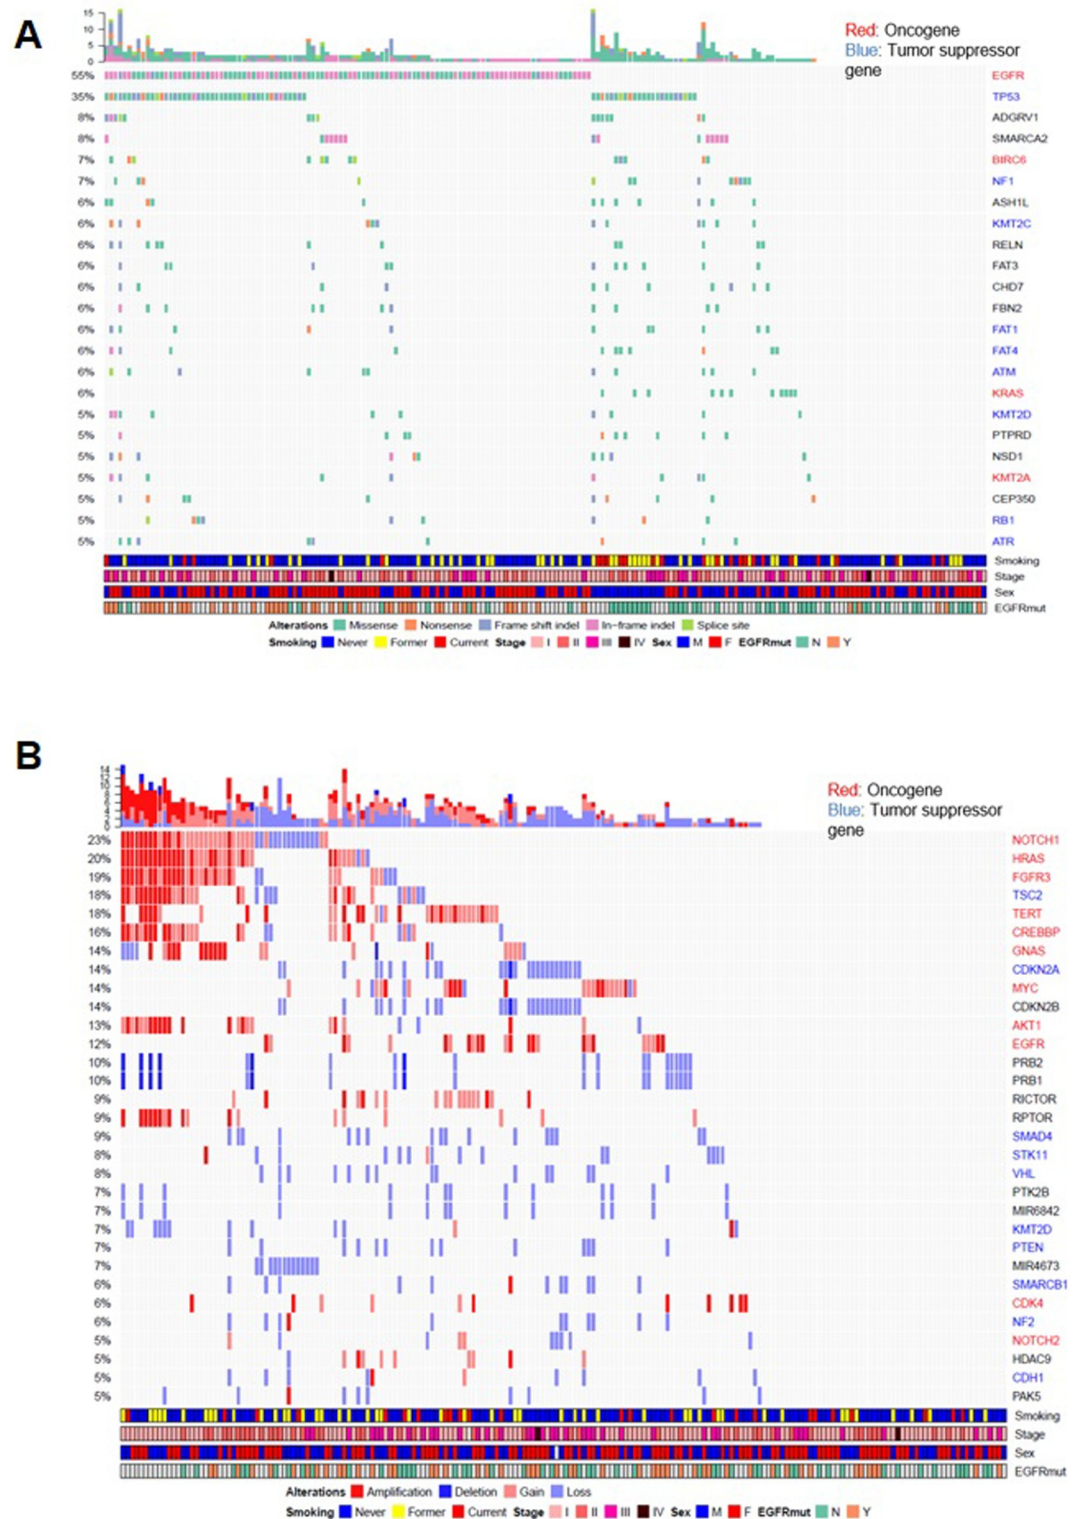 A
Red: Oncogene
Blue: Tumor suppressor
gene
15
10
5
0
55% EGFR
35% TP53
8% ADGRV1
8% SMARCA2
7% BIRC6
7% NF1
6% ASH1L
6% KMT2C
6% RELN
6% FAT3
6% CHD7
6% FBN2
6% FAT1
6% FAT4
6% ATM
6% KRAS
5% KMT2D
5% PTPRD
5% NSD1
5% KMT2A
5% CEP350
5% RB1
5% ATR
Smoking
Stage
Sex
EGFRmut
Alterations Missense Nonsense Frame shift indel In-frame indel Splice site
Smoking Never Former Current Stage I II III IV Sex M F EGFRmut N Y
B
Red: Oncogene
Blue: Tumor suppressor
gene
14
12
10
8
6
4
2
0
23% NOTCH1
20% HRAS
19% FGFR3
18% TSC2
18% TERT
16% CREBBP
14% GNAS
14% CDKN2A
14% MYC
14% CDKN2B
13% AKT1
12% EGFR
10% PRB2
10% PRB1
9% RICTOR
9% RPTOR
9% SMAD4
8% STK11
8% VHL
7% PTK2B
7% MIR6842
7% KMT2D
7% PTEN
7% MIR4673
6% SMARCB1
6% CDK4
6% NF2
5% NOTCH2
5% HDAC9
5% CDH1
5% PAK5
Smoking
Stage
Sex
EGFRmut
Alterations Amplification Deletion Gain Loss
Smoking Never Former Current Stage I II III IV Sex M F EGFRmut N Y